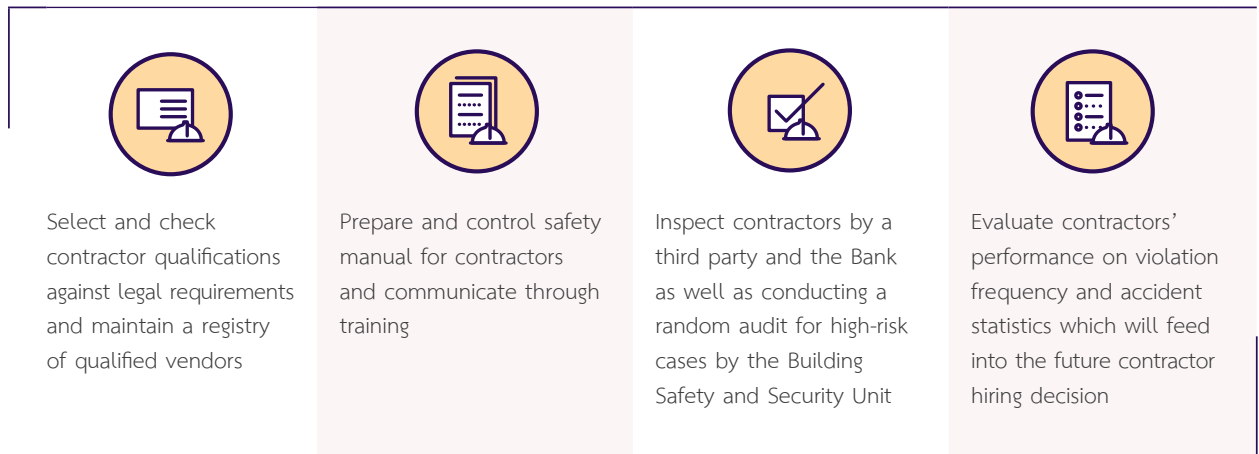 Select and check
contractor qualifications
against legal requirements
and maintain a registry
of qualified vendors
Prepare and control safety
manual for contractors
and communicate through
training
Inspect contractors by a
third party and the Bank
as well as conducting a
random audit for high-risk
cases by the Building
Safety and Security Unit
Evaluate contractors’
performance on violation
frequency and accident
statistics which will feed
into the future contractor
hiring decision